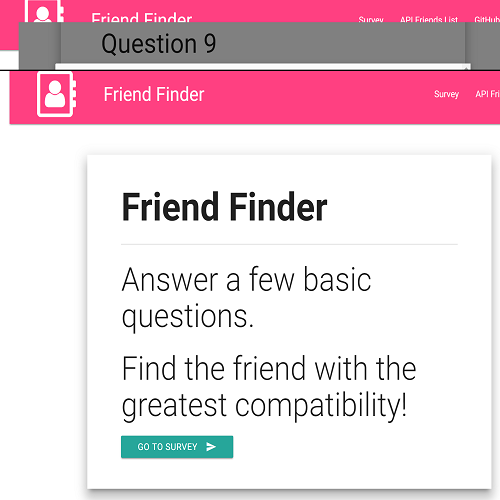 Friend Finder Survey API Friends List GitHub
Question 9
Friend Finder Survey API Fri
Friend Finder
Answer a few basic
questions.
Find the friend with the
greatest compatibility!
GO TO SURVEY